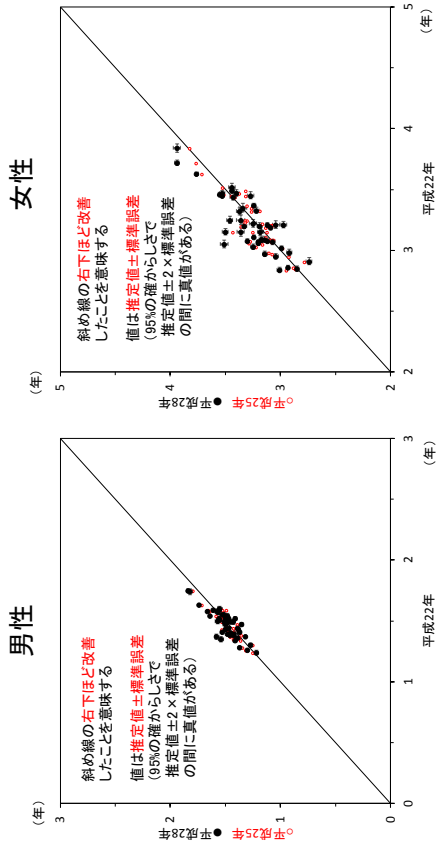 男性
(年)
斜め線の右下ほど改善
したことを意味する
値は推定値±標準誤差
(95%の確からしさで
推定値±2×標準誤差
の間に真値がある)
●平成28年
○平成25年
3
2
1
0
0
1
2
3
(年)
平成22年
女性
(年)
斜め線の右下ほど改善
したことを意味する
値は推定値±標準誤差
(95%の確からしさで
推定値±2×標準誤差
の間に真値がある)
●平成28年
○平成25年
5
4
3
2
2
3
4
5
(年)
平成22年